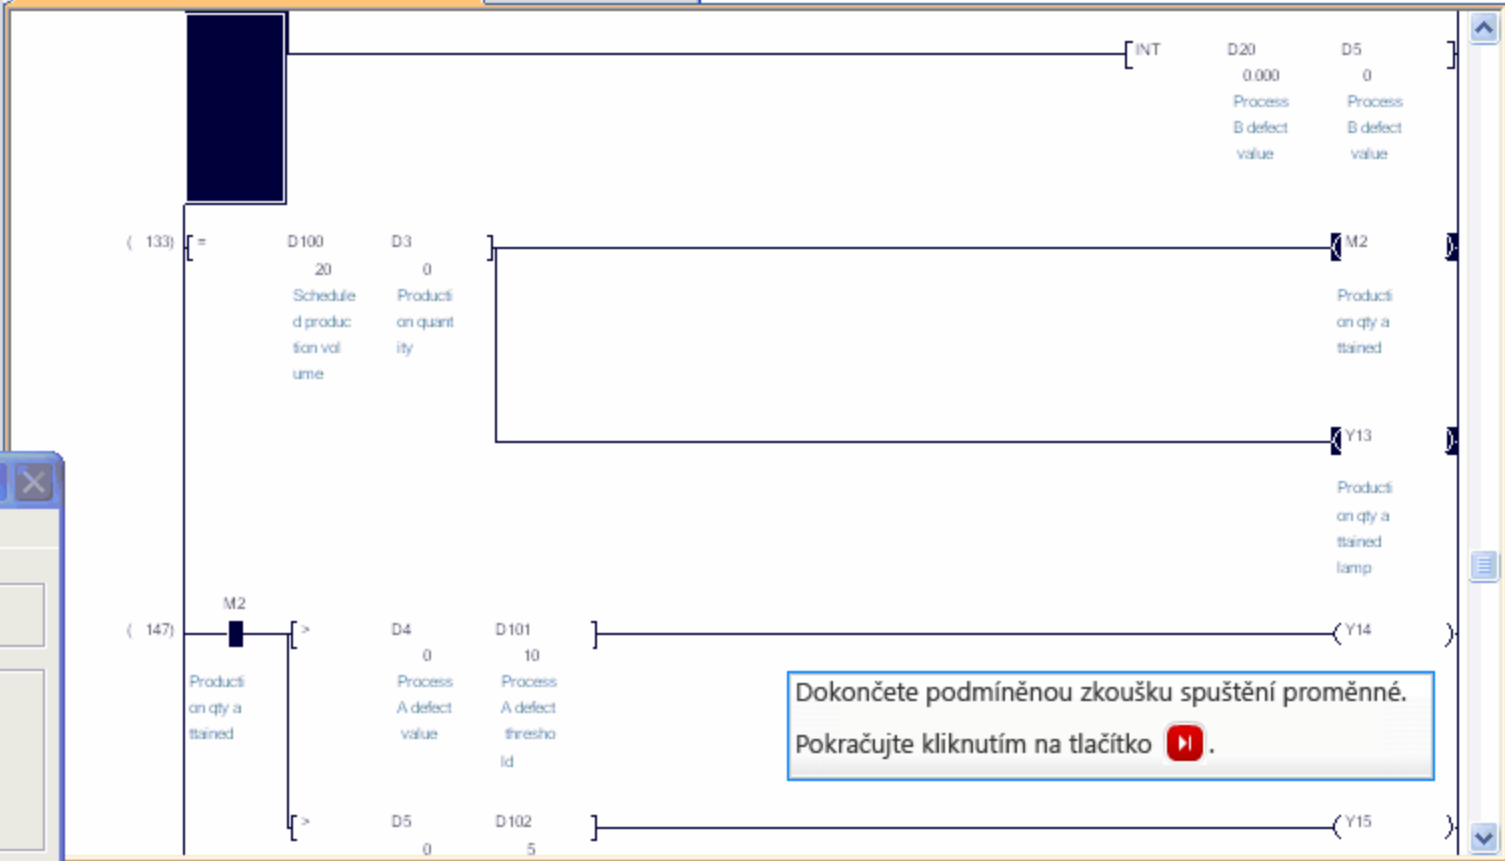 [ INT D20 D5 ]
0.000 0
Process Process
B defect B defect
value value
( 133) [ = D100 D3 ] ( M2 )
20 0
Schedule Producti Producti
d produc on quant on qty a
tion vol ity ttained
ume
( Y13 )
Producti
on qty a
ttained
lamp
M2
( 147) [ > D4 D101 ] ( Y14 )
0 10
Producti Process Process
on qty a A defect A defect
ttained value thresho
ld
Dokončete podmíněnou zkoušku spuštění proměnné.
Pokračujte kliknutím na tlačítko .
[ > D5 D102 ] ( Y15 )
0 5